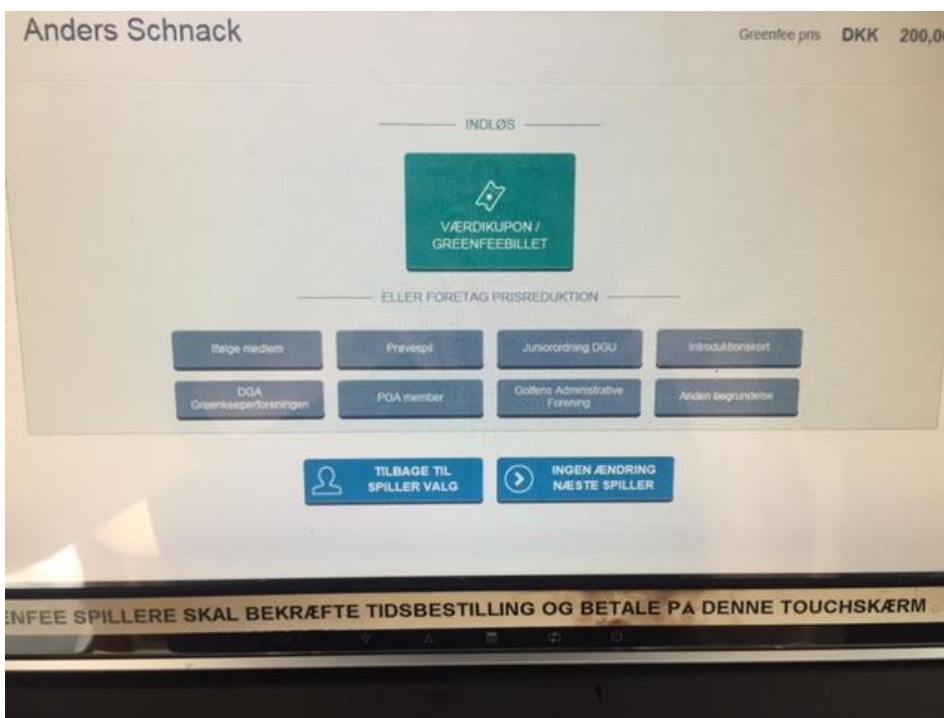 Anders Schnack
Greenfee pris DKK 200,0
INDLØS
VÆRDIKUPON /
GREENFEEBILLET
ELLER FORETAG PRISREDUKTION
Ifølge medlem
Prøvespil
Juniorordning DGU
Introduktionskort
DGA
Greenkeeperforeningen
PGA member
Golfens Administrative
Forening
Anden begrundelse
TILBAGE TIL
SPILLER VALG
INGEN ÆNDRING
NÆSTE SPILLER
ENFEE SPILLERE SKAL BEKRÆFTE TIDSBESTILLING OG BETALE PÅ DENNE TOUCHSKÆRM